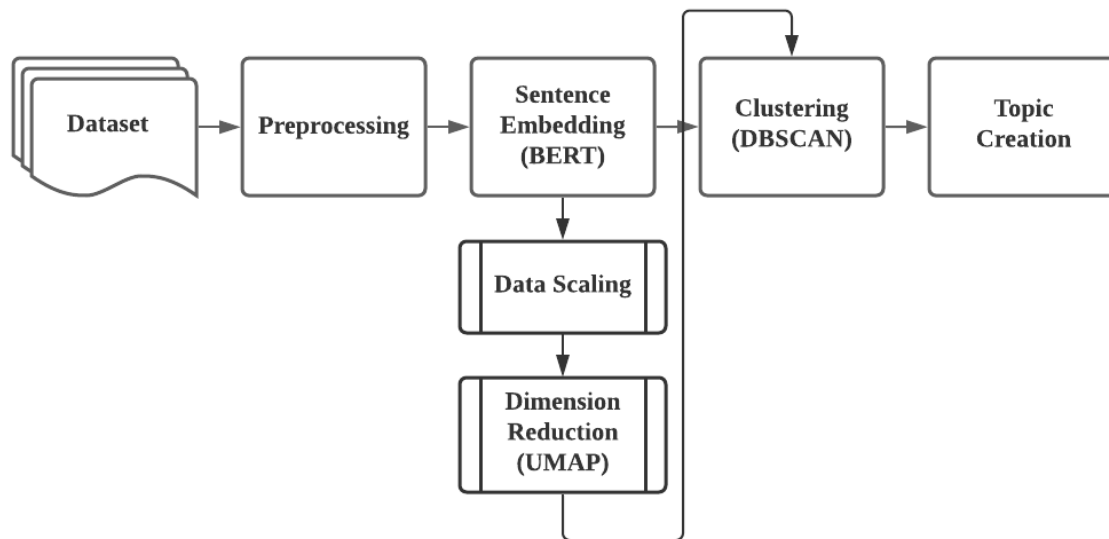 Dataset
Preprocessing
Sentence
Embedding
(BERT)
Clustering
(DBSCAN)
Topic
Creation
Data Scaling
Dimension
Reduction
(UMAP)